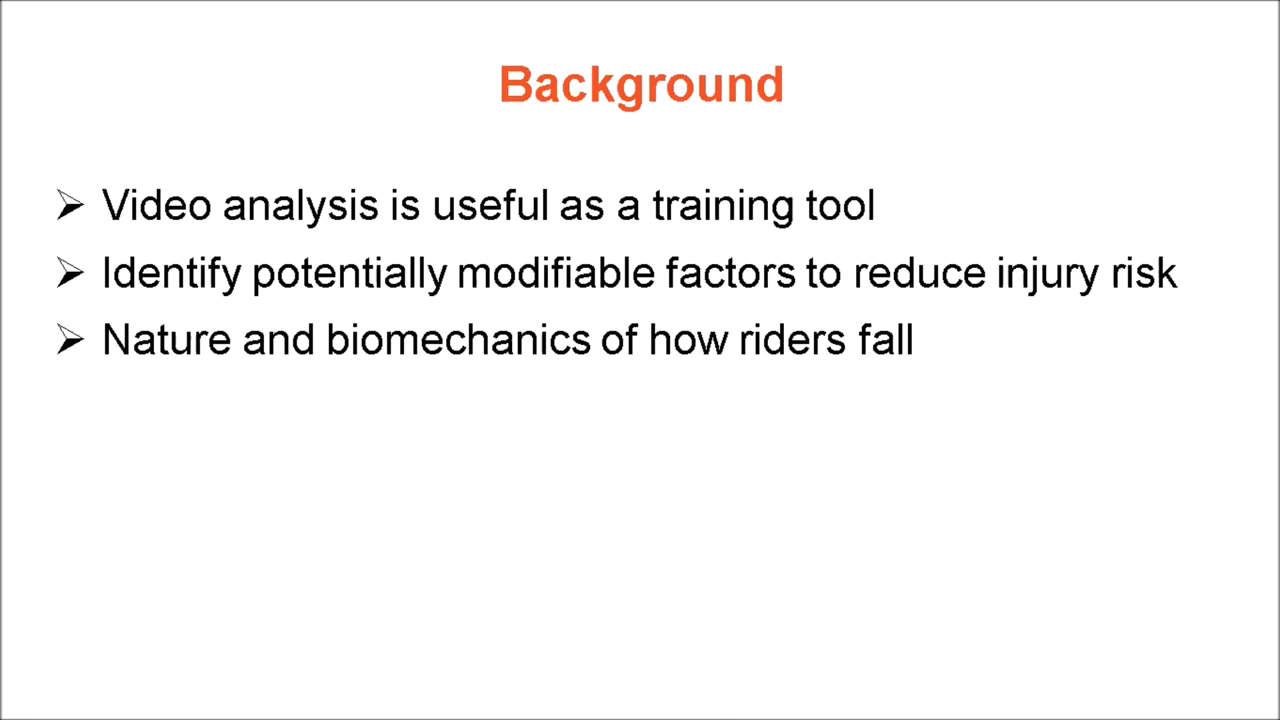 Background
Video analysis is useful as a training tool
Identify potentially modifiable factors to reduce injury risk
Nature and biomechanics of how riders fall